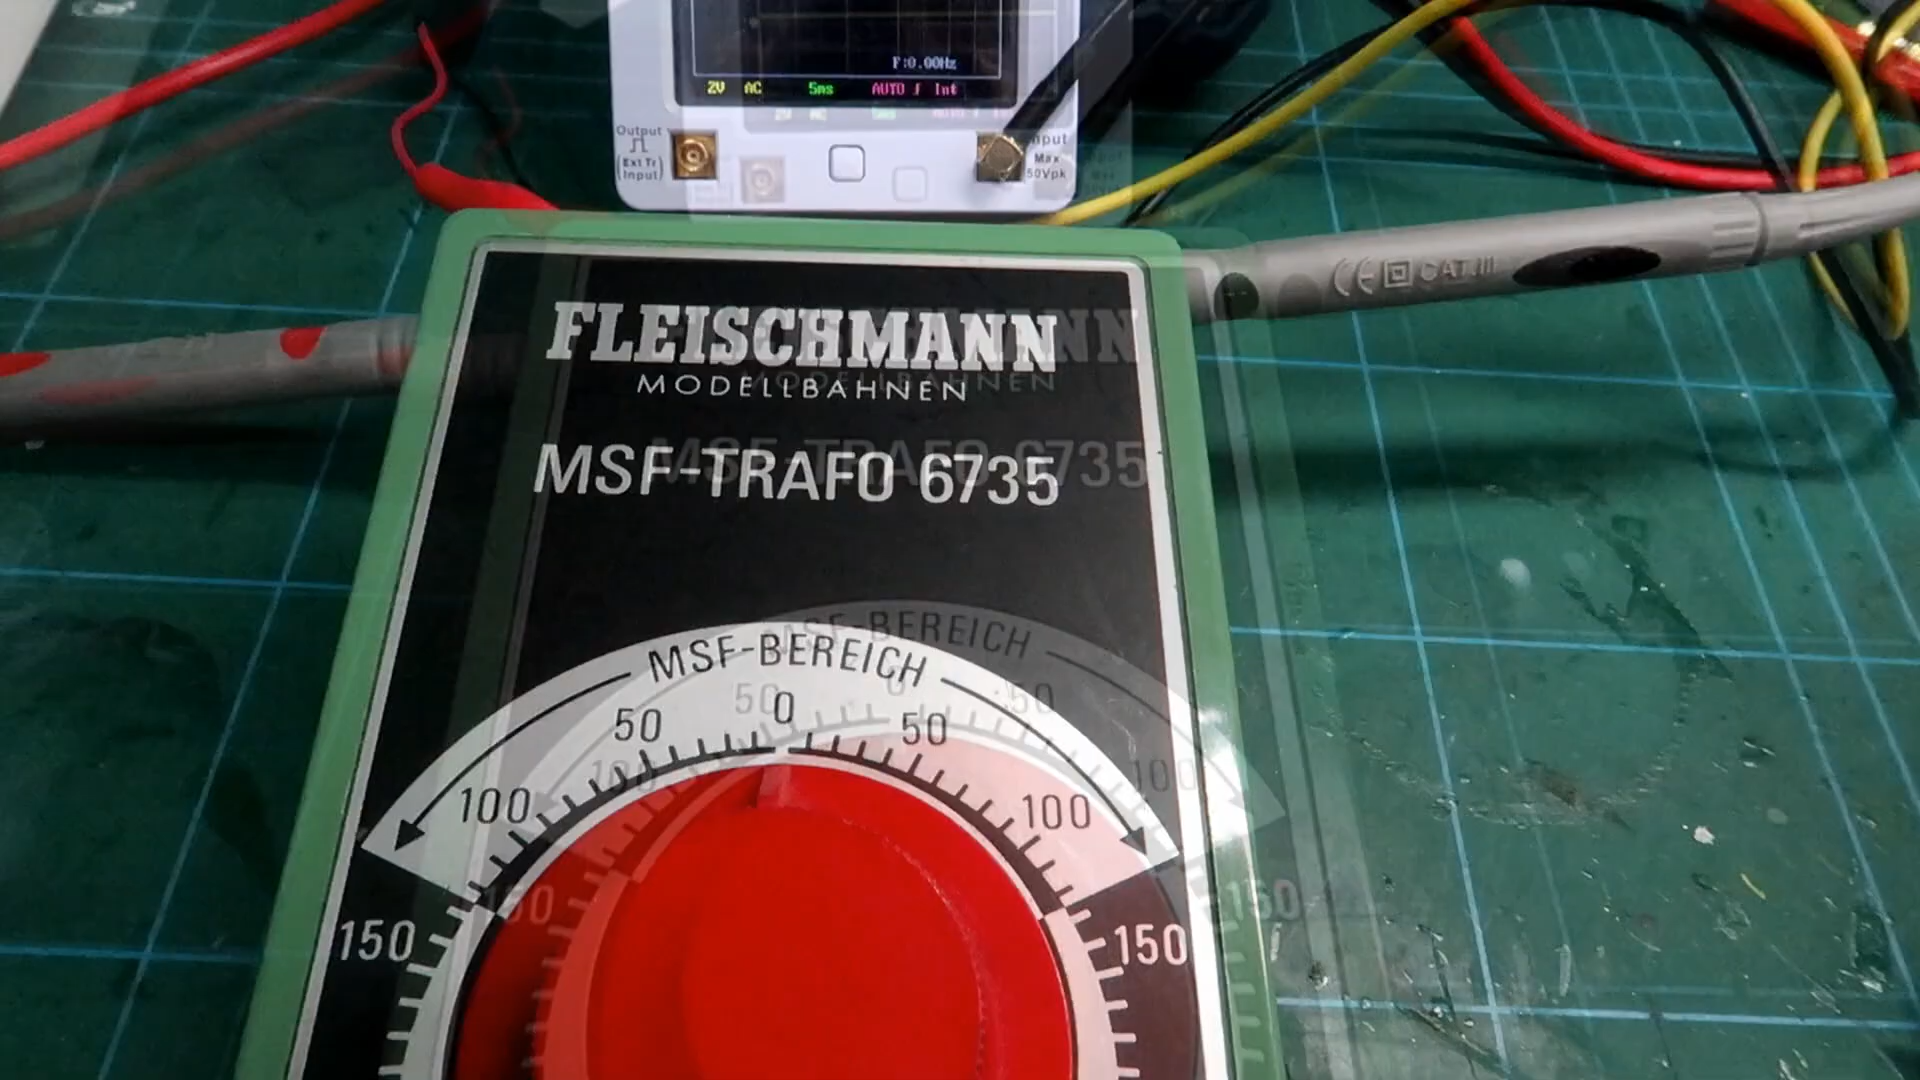 F:0.00Hz
2V AC 5ms AUTO f Int
Output
(Ext Tr
Input)
Max
50Vpk
CE CAT.III
FLEISCHMANN
MODELLBAHNEN
MSF-TRAFO 6735
MSF-BEREICH
50 0 50
100 100
150 150